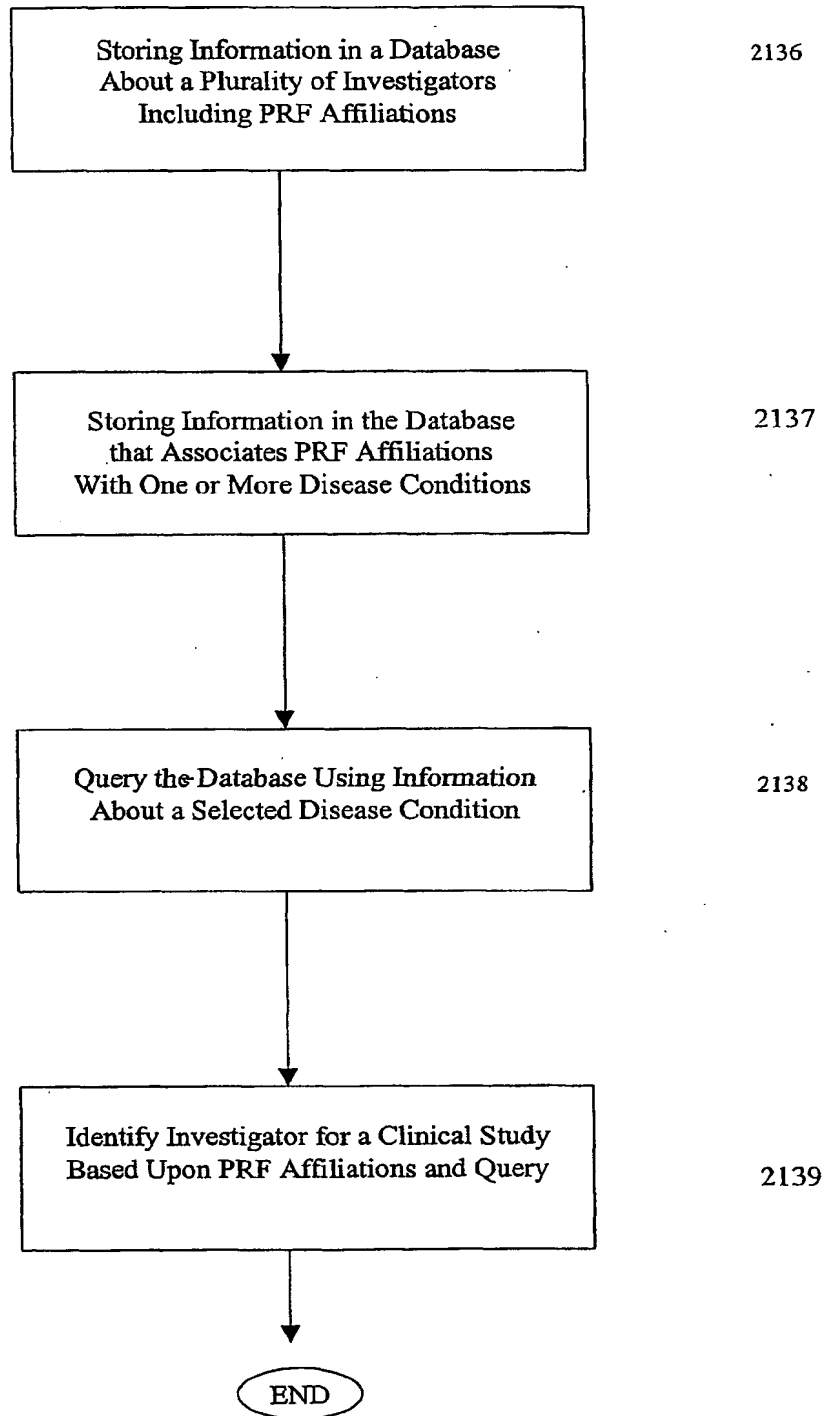 Storing Information in a Database
About a Plurality of Investigators
Including PRF Affiliations
2136
Storing Information in the Database
that Associates PRF Affiliations
With One or More Disease Conditions
2137
Query the Database Using Information
About a Selected Disease Condition
2138
Identify Investigator for a Clinical Study
Based Upon PRF Affiliations and Query
2139
END